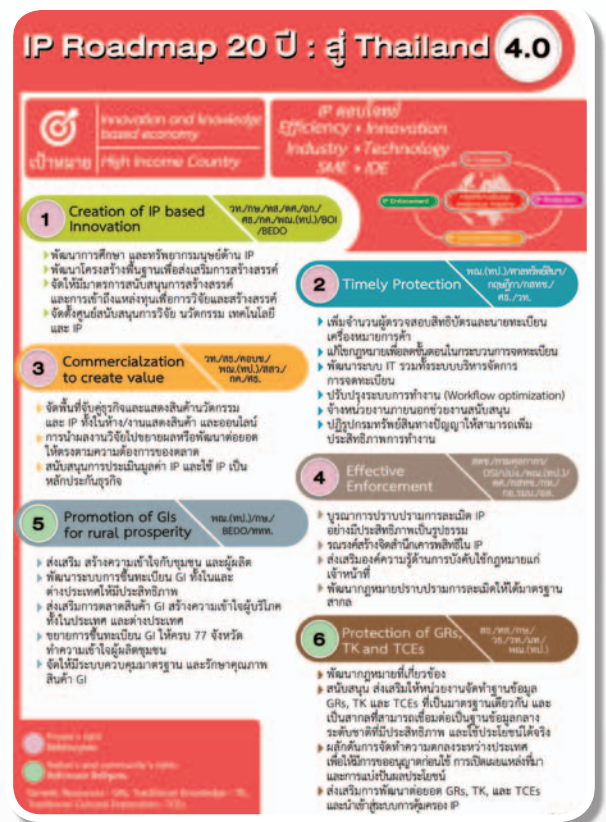 IP Roadmap 20 ปี : สู่ Thailand 4.0
เป้าหมาย
Innovation and knowledge
based economy
High Income Country
IP ตอบโจทย์
Efficiency • Innovation
Industry • Technology
SME • IDE
IP Enforcement
1
Creation of IP based
Innovation
/BOI
/BEDO
พัฒนาการศึกษา และทรัพยากรมนุษย์ด้าน IP
พัฒนาโครงสร้างพื้นฐานเพื่อส่งเสริมการสร้างสรรค์
จัดให้มีมาตรการสนับสนุนการสร้างสรรค์
และการเข้าถึงแหล่งทุนเพื่อการวิจัยและสร้างสรรค์
จัดตั้งศูนย์สนับสนุนการวิจัย นวัตกรรม เทคโนโลยี
และ IP
2
Timely Protection
พณ.(ทป.)/ศาลทรัพย์สินฯ/
กฤษฎีกา/กสทช./
ศธ./วท.
เพิ่มจำนวนผู้ตรวจสอบสิทธิบัตรและนายทะเบียน
เครื่องหมายการค้า
แก้ไขกฎหมายเพื่อลดขั้นตอนในกระบวนการจดทะเบียน
พัฒนาระบบ IT รวมทั้งระบบบริหารจัดการ
การจดทะเบียน
ปรับปรุงระบบการทำงาน (Workflow optimization)
จ้างหน่วยงานภายนอกช่วยงานสนับสนุน
ปฏิรูปกรมทรัพย์สินทางปัญญาให้สามารถเพิ่ม
ประสิทธิภาพการทำงาน
3
Commercialzation
to create value
วท./สธ./คอบช./
พณ.(ทป.)/สสว./
กค./ศธ.
จัดพื้นที่จับคู่ธุรกิจและแสดงสินค้านวัตกรรม
และ IP ทั้งในห้าง/งานแสดงสินค้า และออนไลน์
การนำผลงานวิจัยไปขยายผลหรือพัฒนาต่อยอด
ให้ตรงตามความต้องการของตลาด
สนับสนุนการประเมินมูลค่า IP และใช้ IP เป็น
หลักประกันธุรกิจ
4
Effective
Enforcement
บูรณาการปราบปรามการละเมิด IP
อย่างมีประสิทธิภาพเป็นรูปธรรม
รณรงค์สร้างจิตสำนึกเคารพสิทธิใน IP
ส่งเสริมองค์ความรู้ด้านการบังคับใช้กฎหมายแก่
เจ้าหน้าที่
พัฒนากฎหมายปราบปรามการละเมิดให้ได้มาตรฐาน
สากล
5
Promotion of GIs
for rural prosperity
พณ.(ทป.)/กษ./
BEDO/ททท.
ส่งเสริม สร้างความเข้าใจกับชุมชน และผู้ผลิต
พัฒนาระบบการขึ้นทะเบียน GI ทั้งในและ
ต่างประเทศให้มีประสิทธิภาพ
ส่งเสริมการตลาดสินค้า GI สร้างความเข้าใจผู้บริโภค
ทั้งในประเทศ และต่างประเทศ
ขยายการขึ้นทะเบียน GI ให้ครบ 77 จังหวัด
ทำความเข้าใจผู้ผลิตชุมชน
จัดให้มีระบบควบคุมมาตรฐาน และรักษาคุณภาพ
สินค้า GI
6
Protection of GRs,
TK and TCEs
พณ.(ทป.)
พัฒนากฎหมายที่เกี่ยวข้อง
สนับสนุน ส่งเสริมให้หน่วยงานจัดทำฐานข้อมูล
GRs, TK และ TCEs ที่เป็นมาตรฐานเดียวกัน และ
เป็นสากลที่สามารถเชื่อมต่อเป็นฐานข้อมูลกลาง
ระดับชาติที่มีประสิทธิภาพ และใช้ประโยชน์ได้จริง
ผลักดันการจัดทำความตกลงระหว่างประเทศ
เพื่อให้มีการขออนุญาตก่อนใช้ การเปิดเผยแหล่งที่มา
และการแบ่งปันผลประโยชน์
ส่งเสริมการพัฒนาต่อยอด GRs, TK, และ TCEs
และนำเข้าสู่ระบบการคุ้มครอง IP